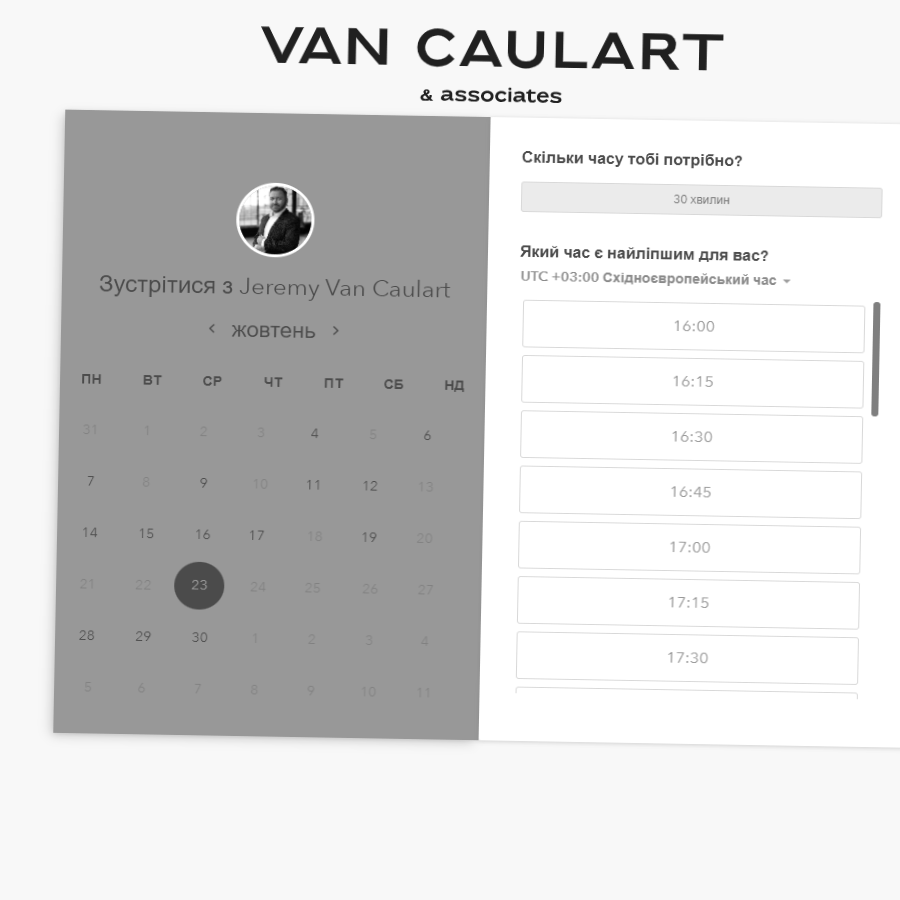 VAN CAULART
& associates
Зустрітися з Jeremy Van Caulart
жовтень
ПН ВТ СР ЧТ ПТ СБ НД
31 1 2 3 4 5 6
7 8 9 10 11 12 13
14 15 16 17 18 19 20
21 22 23 24 25 26 27
28 29 30 1 2 3 4
5 6 7 8 9 10 11
Скільки часу тобі потрібно?
30 хвилин
Який час є найліпшим для вас?
UTC +03:00 Східноєвропейський час
16:00
16:15
16:30
16:45
17:00
17:15
17:30